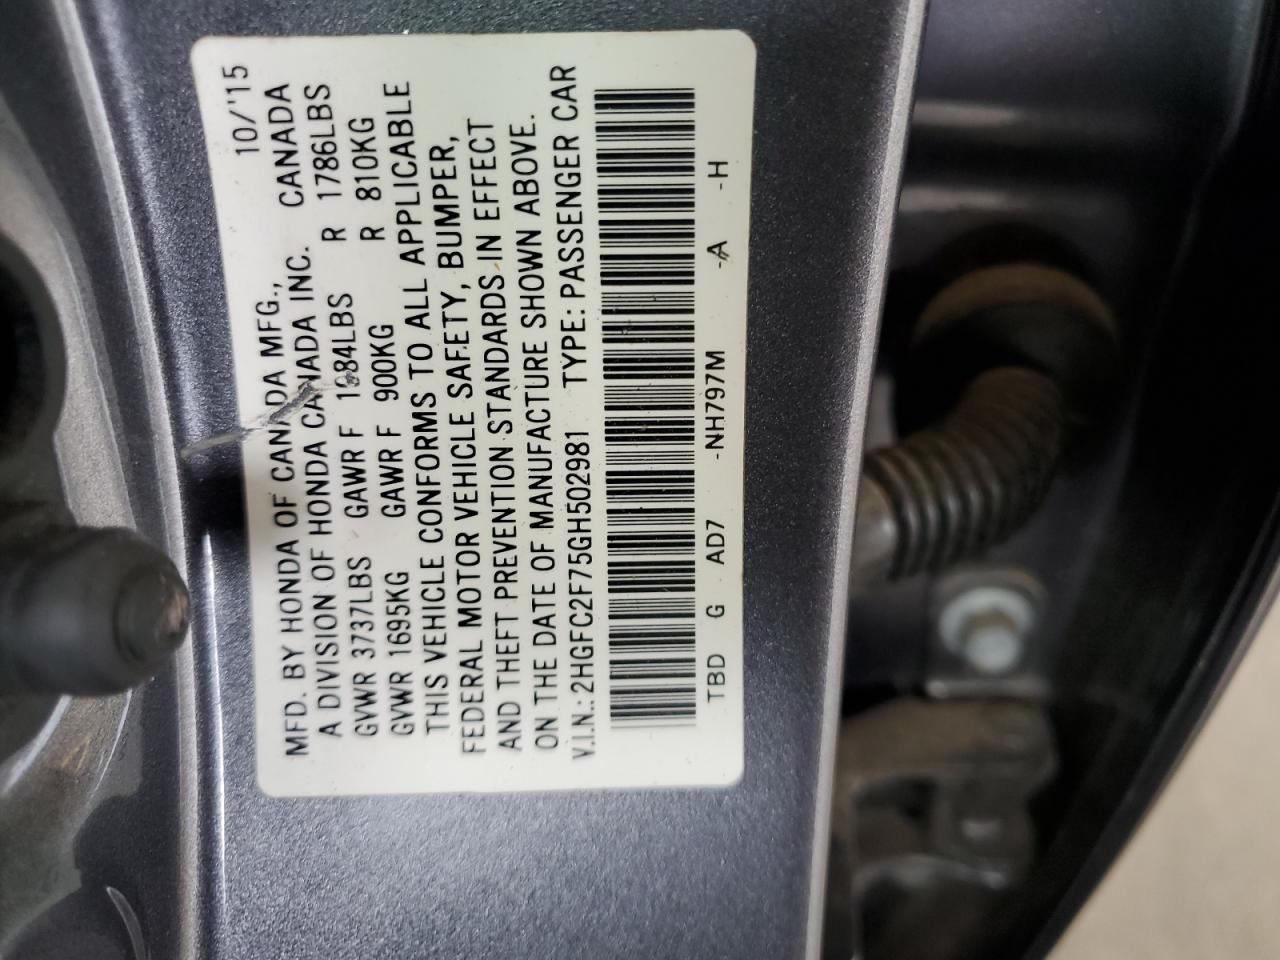 10/'15
MFD. BY HONDA OF CANADA MFG.,
A DIVISION OF HONDA CANADA INC. CANADA
GVWR 3737LBS GAWR F 1984LBS R 1786LBS
GVWR 1695KG GAWR F 900KG R 810KG
THIS VEHICLE CONFORMS TO ALL APPLICABLE
FEDERAL MOTOR VEHICLE SAFETY, BUMPER,
AND THEFT PREVENTION STANDARDS IN EFFECT
ON THE DATE OF MANUFACTURE SHOWN ABOVE.
V.I.N.: 2HGFC2F75GH502981 TYPE: PASSENGER CAR
TBD G AD7 -NH797M -A -H